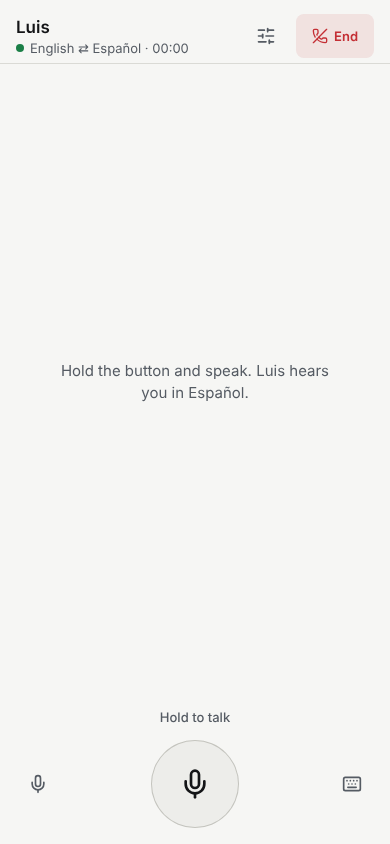 Luis
English ⇄ Español · 00:00
End
Hold the button and speak. Luis hears
you in Español.
Hold to talk